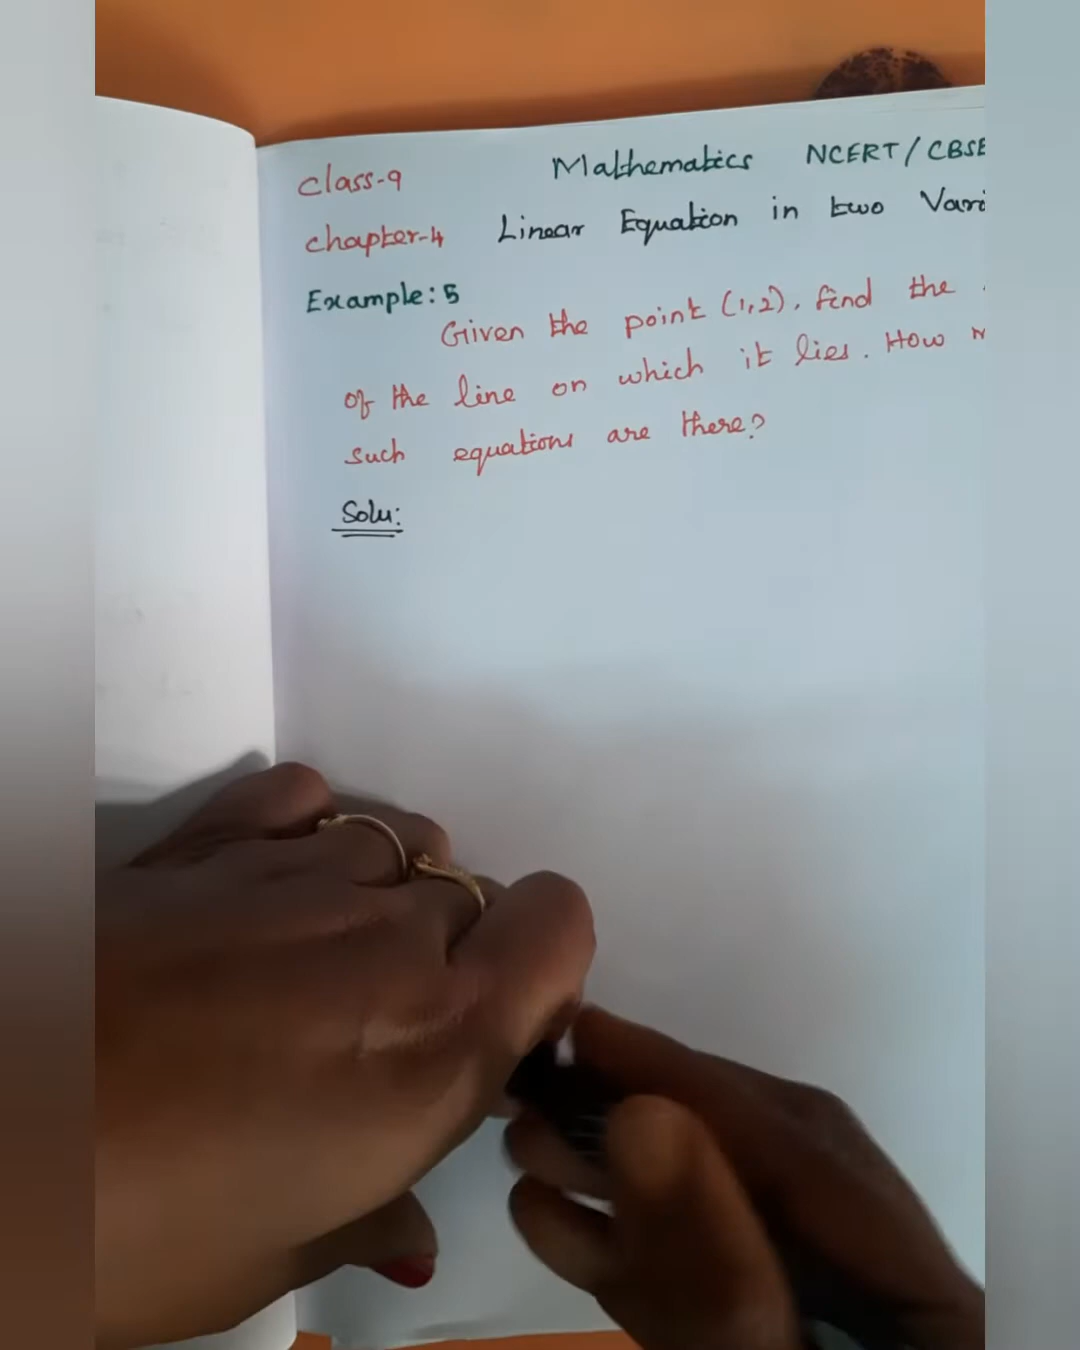 class-9 Mathematics NCERT/CBSE
chapter-4 Linear Equation in two Vari
Example: 5
Given the point (1,2), find the
of the line on which it lies. How
such equations are there?
Solu: